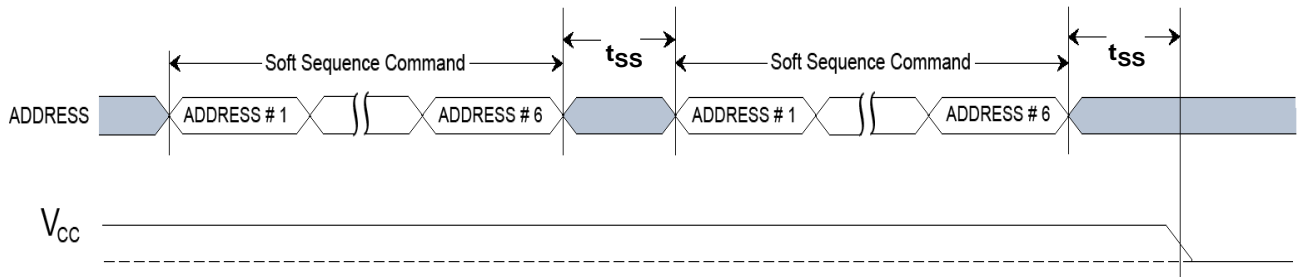 tSS tSS
Soft Sequence Command Soft Sequence Command
ADDRESS ADDRESS # 1 ADDRESS # 6 ADDRESS # 1 ADDRESS # 6
VCC